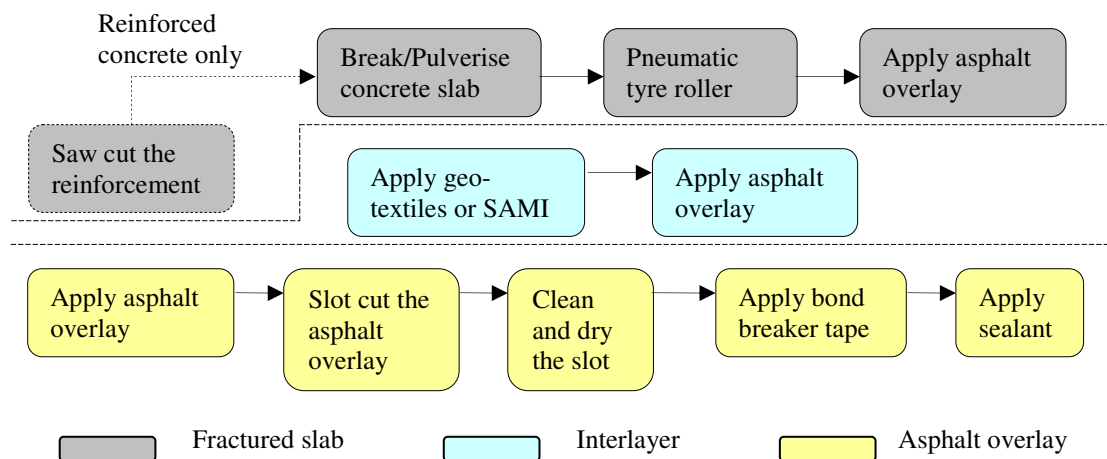 Reinforced
concrete only
Break/Pulverise
concrete slab
Pneumatic
tyre roller
Apply asphalt
overlay
Saw cut the
reinforcement
Apply geo-
textiles or SAMI
Apply asphalt
overlay
Apply asphalt
overlay
Slot cut the
asphalt
overlay
Clean
and dry
the slot
Apply bond
breaker tape
Apply
sealant
Fractured slab
Interlayer
Asphalt overlay